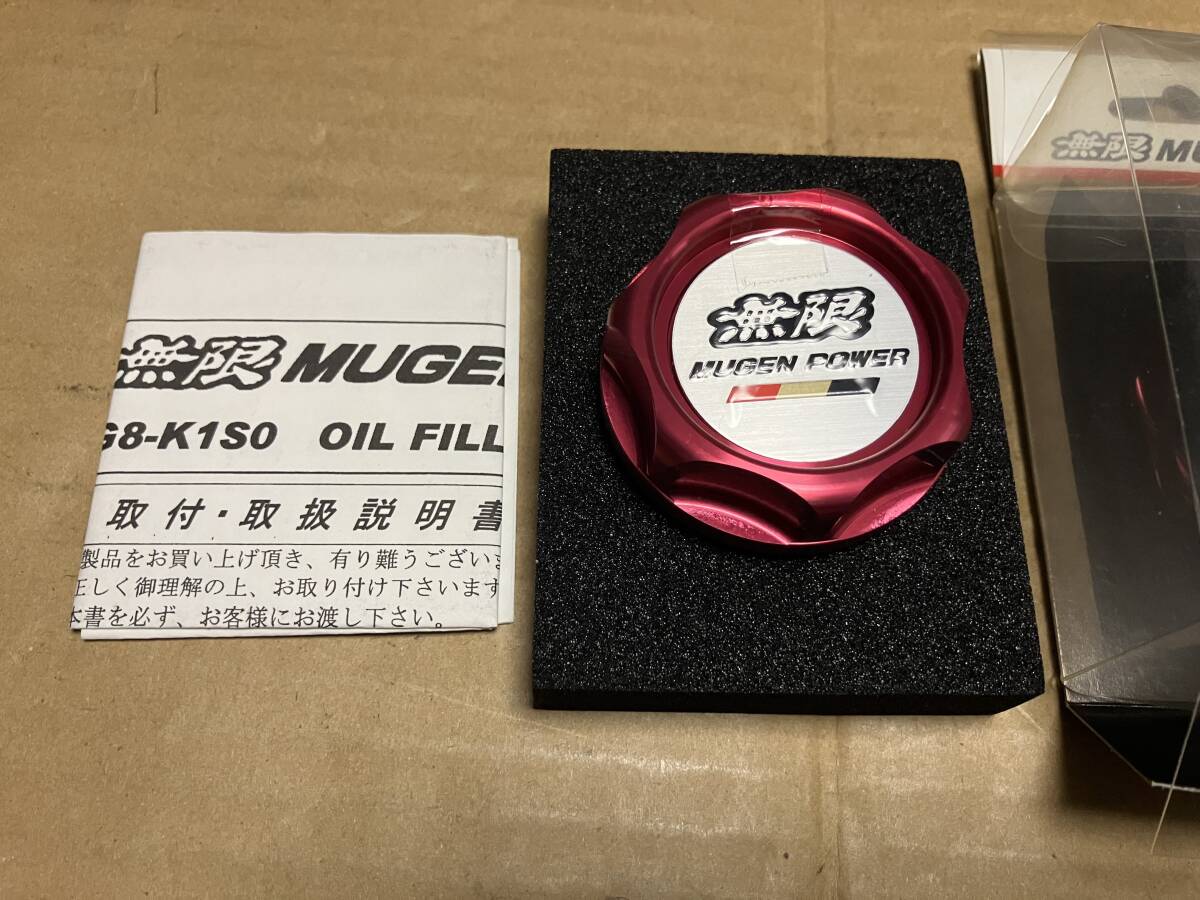 無限 MUGE
G8-K1S0 OIL FILL
取付・取扱説明書
製品をお買い上げ頂き、有り難うござい
正しく御理解の上、お取り付け下さいます
本書を必ず、お客様にお渡し下さい。
無限
MUGEN POWER
無限 MU